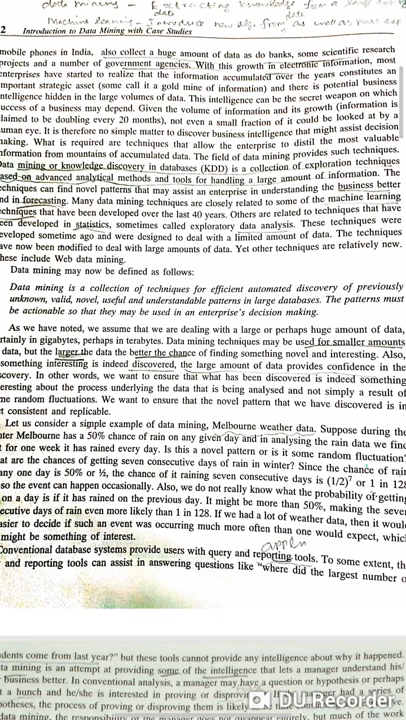 data mining - Extracting knowledge from a large
Machine learning - Introduce new algo. from data as well as past exp
2 Introduction to Data Mining with Case Studies
mobile phones in India, also collect a huge amount of data as do banks, some scientific research
projects and a number of government agencies. With this growth in electronic information, most
enterprises have started to realize that the information accumulated over the years constitutes an
mportant strategic asset (some call it a gold mine of information) and there is potential business
ntelligence hidden in the large volumes of data. This intelligence can be the secret weapon on which
uccess of a business may depend. Given the volume of information and its growth (information is
laimed to be doubling every 20 months), not even a small fraction of it could be looked at by a
uman eye. It is therefore no simple matter to discover business intelligence that might assist decision
naking. What is required are techniques that allow the enterprise to distil the most valuable
nformation from mountains of accumulated data. The field of data mining provides such techniques.
Data mining or knowledge discovery in databases (KDD) is a collection of exploration techniques
ased on advanced analytical methods and tools for handling a large amount of information. The
echniques can find novel patterns that may assist an enterprise in understanding the business better
nd in forecasting. Many data mining techniques are closely related to some of the machine learning
echniques that have been developed over the last 40 years. Others are related to techniques that have
een developed in statistics, sometimes called exploratory data analysis. These techniques were
eveloped sometime ago and were designed to deal with a limited amount of data. The techniques
ave now been modified to deal with large amounts of data. Yet other techniques are relatively new.
hese include Web data mining.
Data mining may now be defined as follows:
Data mining is a collection of techniques for efficient automated discovery of previously
unknown, valid, novel, useful and understandable patterns in large databases. The patterns must
be actionable so that they may be used in an enterprise's decision making.
As we have noted, we assume that we are dealing with a large or perhaps huge amount of data,
rtainly in gigabytes, perhaps in terabytes. Data mining techniques may be used for smaller amounts
data, but the larger the data the better the chance of finding something novel and interesting. Also,
something interesting is indeed discovered, the large amount of data provides confidence in the
scovery. In other words, we want to ensure that what has been discovered is indeed something
eresting about the process underlying the data that is being analysed and not simply a result of
me random fluctuations. We want to ensure that the novel pattern that we have discovered is in
t consistent and replicable.
Let us consider a simple example of data mining, Melbourne weather data. Suppose during the
nter Melbourne has a 50% chance of rain on any given day and in analysing the rain data we find
t for one week it has rained every day. Is this a novel pattern or is it some random fluctuation?
at are the chances of getting seven consecutive days of rain in winter? Since the chance of rain
any one day is 50% or ½, the chance of it raining seven consecutive days is (1/2)⁷ or 1 in 128
so the event can happen occasionally. Also, we do not really know what the probability of getting
on a day is if it has rained on the previous day. It might be more than 50%, making the seven
ecutive days of rain even more likely than 1 in 128. If we had a lot of weather data, then it would
asier to decide if such an event was occurring much more often than one would expect, which
might be something of interest.
Conventional database systems provide users with query and reporting tools. To some extent, th
and reporting tools can assist in answering questions like "where did the largest number o
dents come from last year?" but these tools cannot provide any intelligence about why it happened.
ta mining is an attempt at providing some of the intelligence that lets a manager understand his/
business better. In conventional analysis, a manager may have a question or hypothesis or perhaps
t a hunch and he/she is interested in proving or
had a series of
potheses, the process of proving or disproving them is likely
data mining, the responsibility
but much of the work
DU Recorder